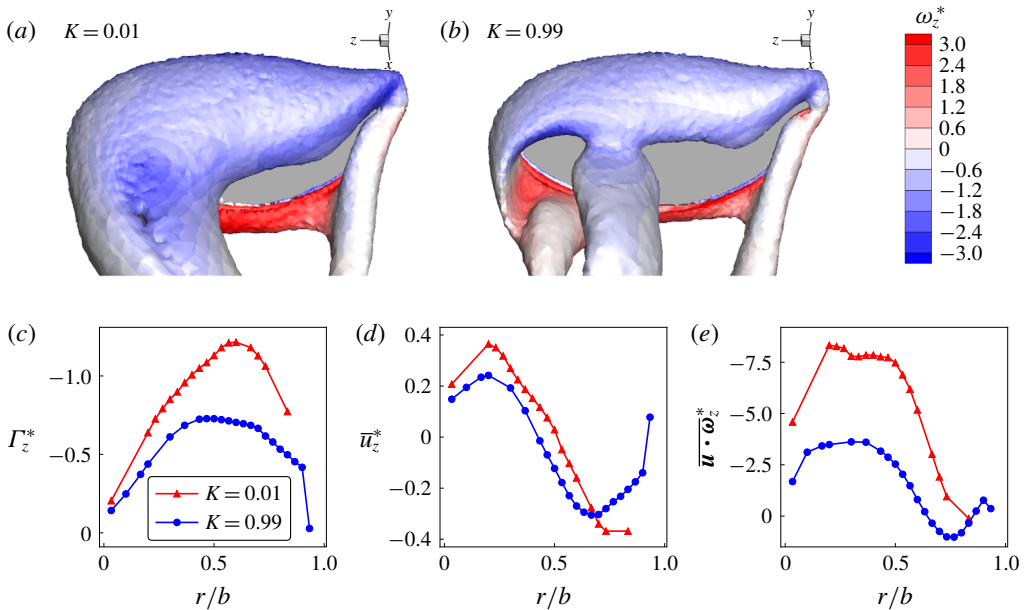 (a) K = 0.01
y
z
x
(b) K = 0.99
y
z
x
ω*z
3.0
2.4
1.8
1.2
0.6
0
−0.6
−1.2
−1.8
−2.4
−3.0
(c)
−1.0
−0.5
0
Γ*z
K = 0.01
K = 0.99
0 0.5 1.0
r/b
(d)
0.4
0.2
0
−0.2
−0.4
u̅*z
0 0.5 1.0
r/b
(e)
−7.5
−5.0
−2.5
0
u · ω*z
0 0.5 1.0
r/b